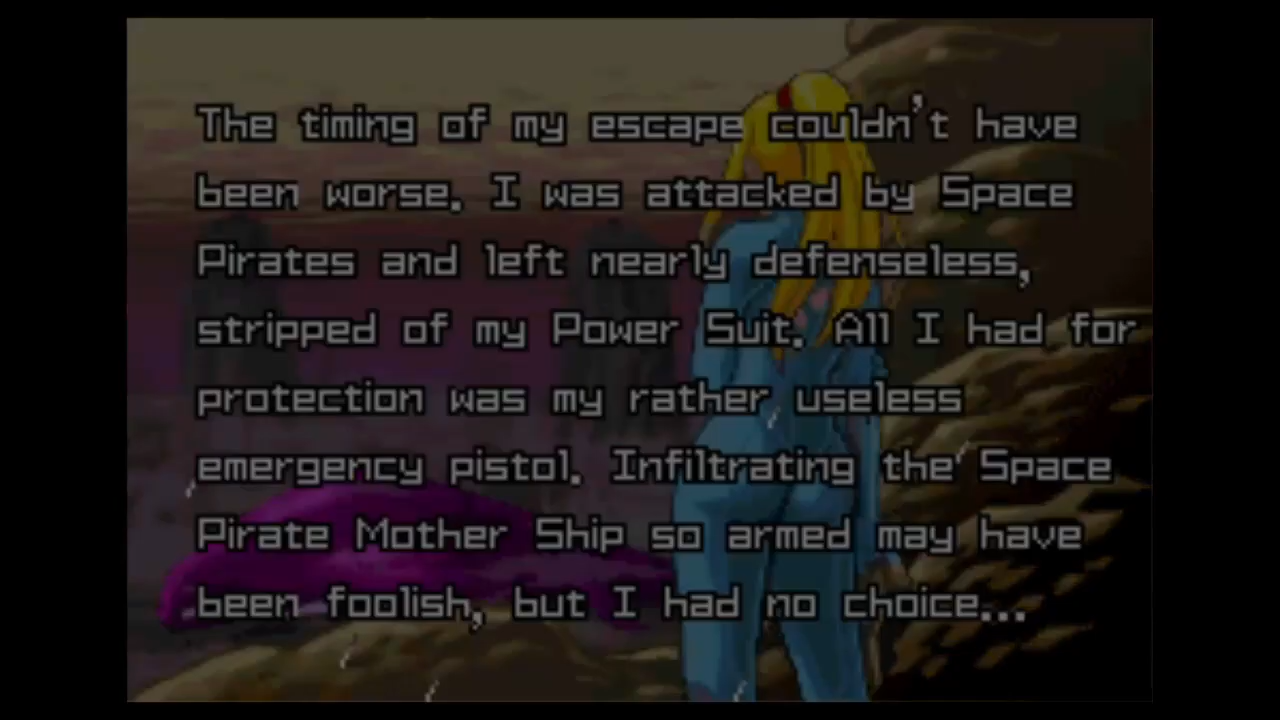 The timing of my escape couldn't have
been worse. I was attacked by Space
Pirates and left nearly defenseless,
stripped of my Power Suit. All I had for
protection was my rather useless
emergency pistol. Infiltrating the Space
Pirate Mother Ship so armed may have
been foolish, but I had no choice...